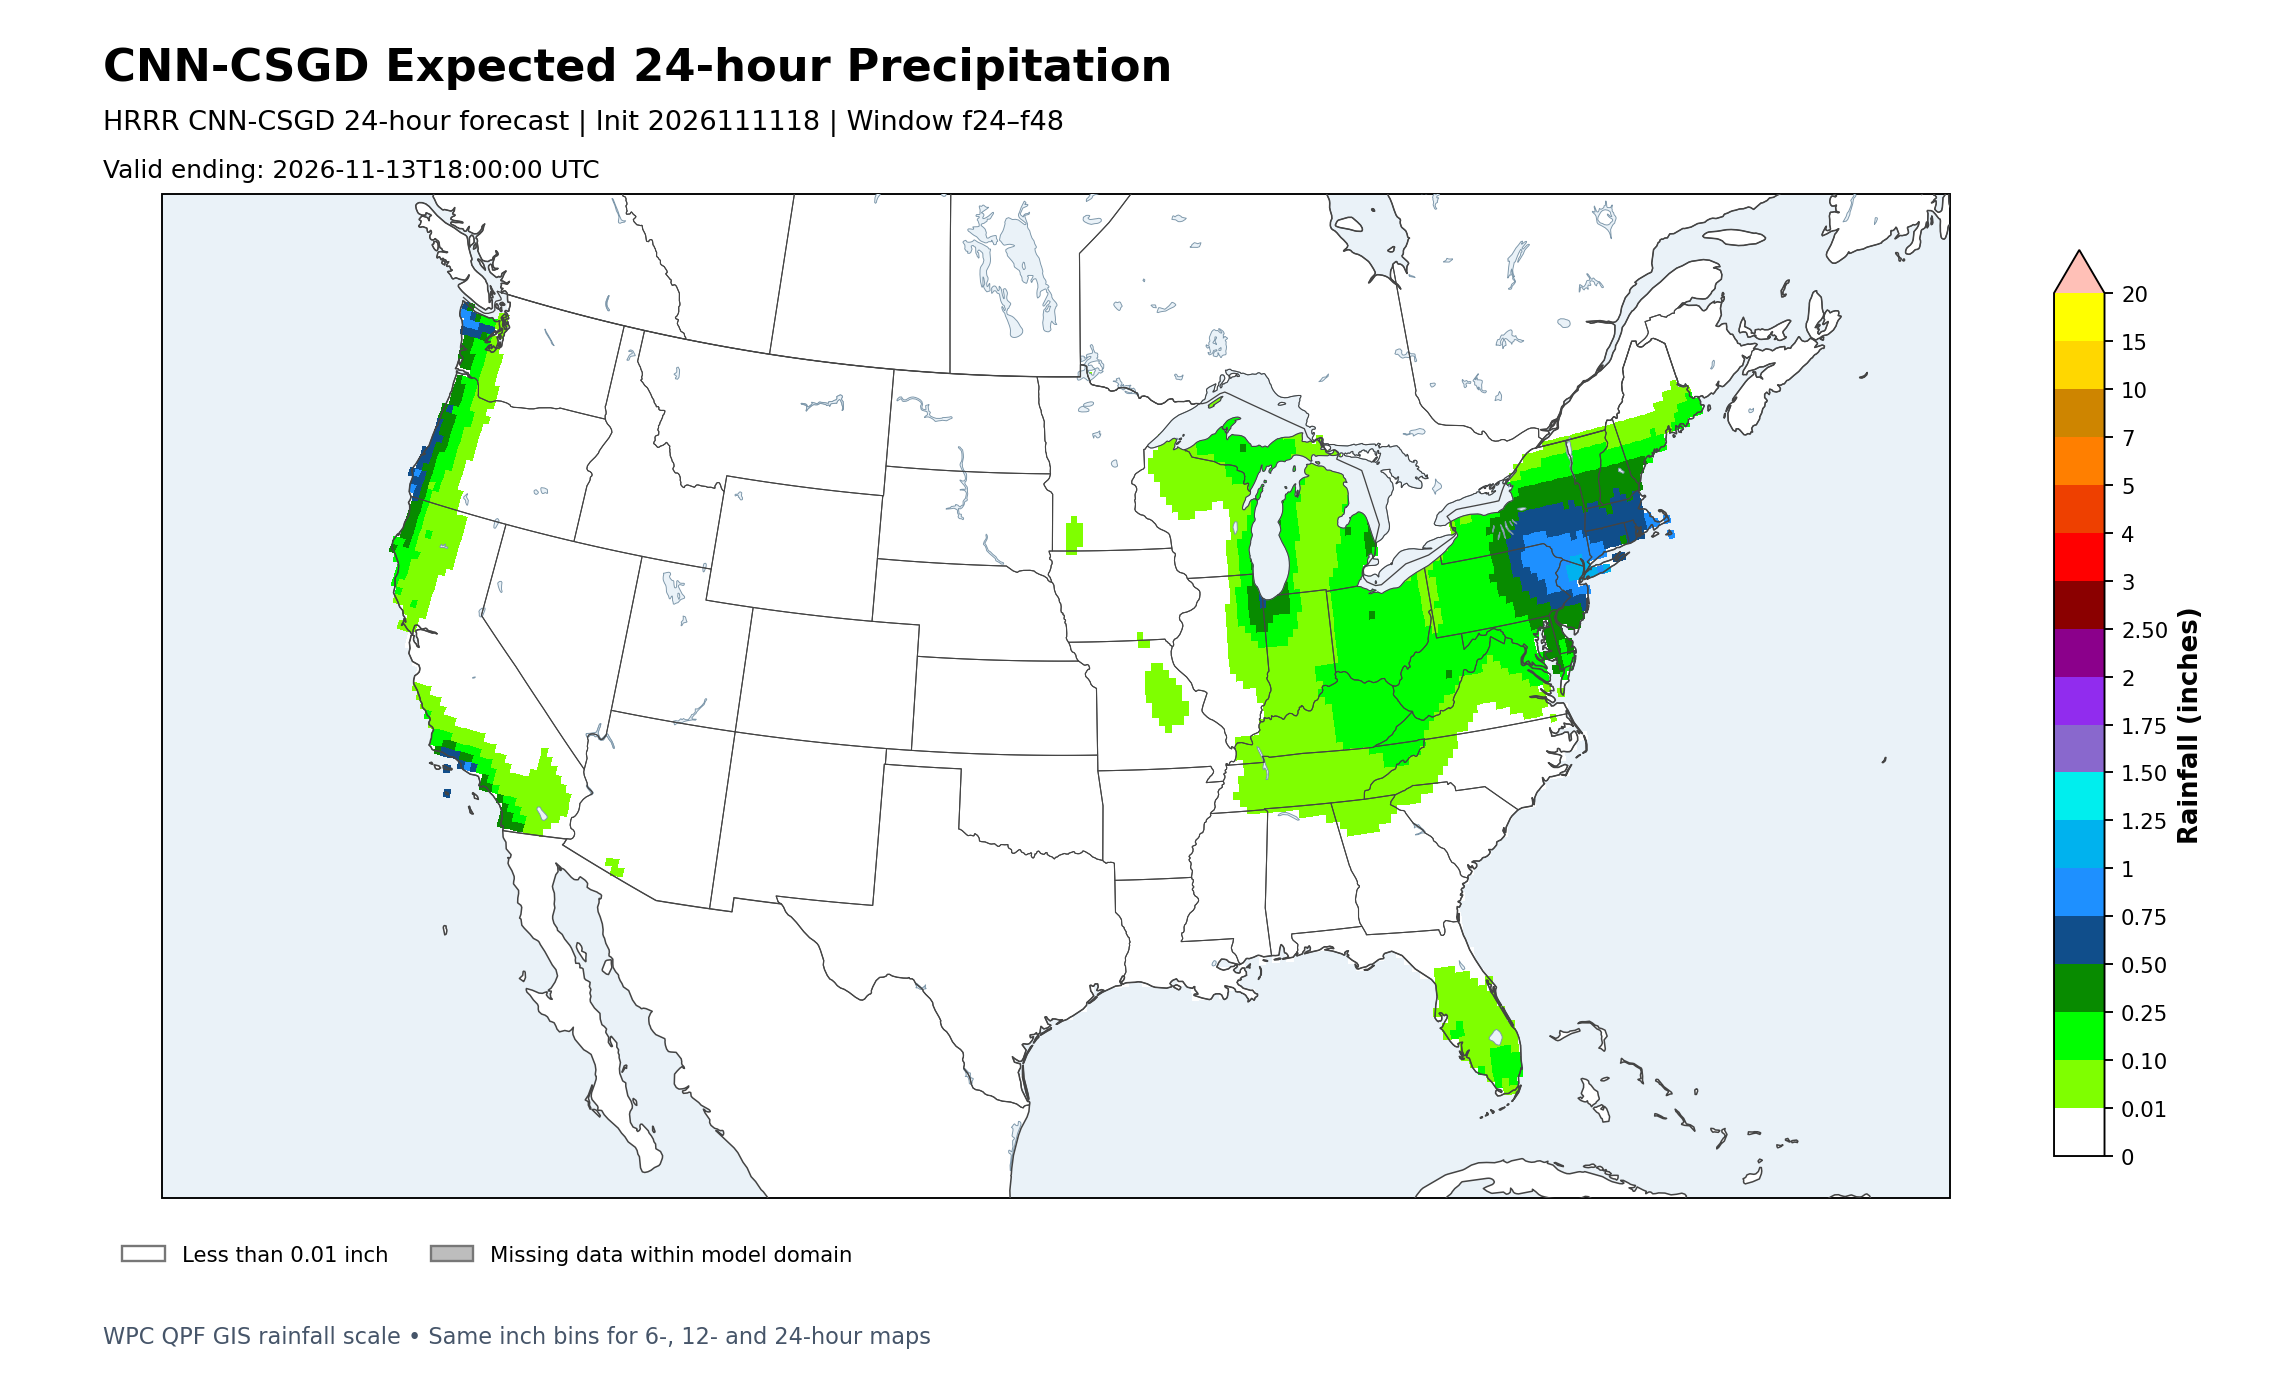 CNN-CSGD Expected 24-hour Precipitation
HRRR CNN-CSGD 24-hour forecast | Init 2026111118 | Window f24–f48
Valid ending: 2026-11-13T18:00:00 UTC
20
15
10
7
5
4
3
2.50
2
1.75
1.50
1.25
1
0.75
0.50
0.25
0.10
0.01
0
Rainfall (inches)
Less than 0.01 inch
Missing data within model domain
WPC QPF GIS rainfall scale • Same inch bins for 6-, 12- and 24-hour maps